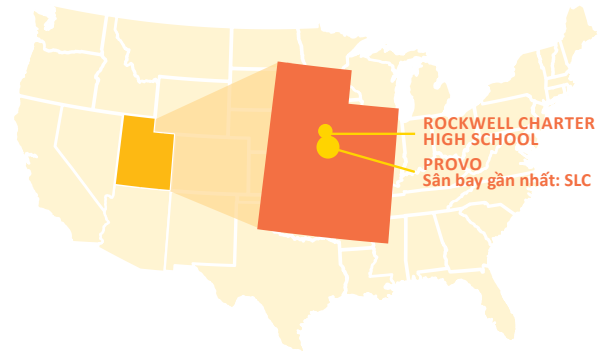 ROCKWELL CHARTER
HIGH SCHOOL
PROVO
Sân bay gần nhất: SLC